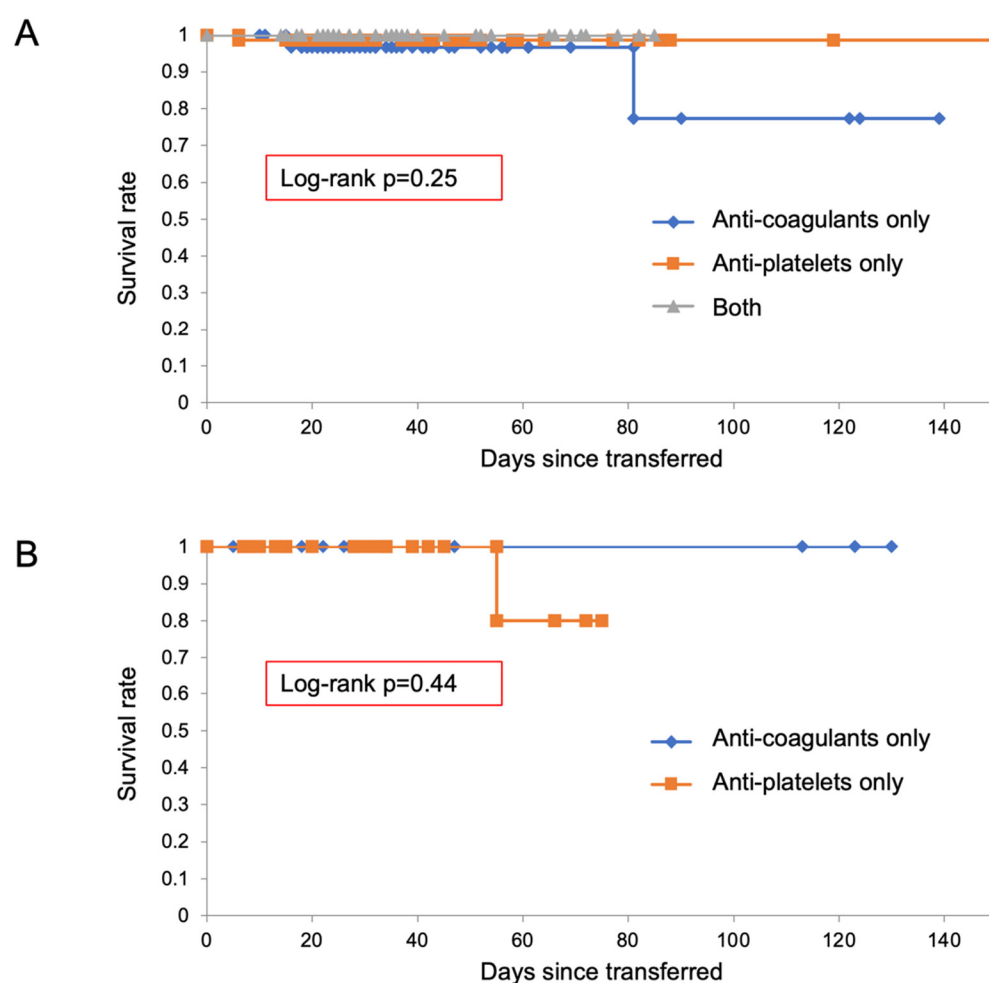 A
1
0.9
0.8
0.7
0.6
0.5
0.4
0.3
0.2
0.1
0
Survival rate
Log-rank p=0.25
Anti-coagulants only
Anti-platelets only
Both
0 20 40 60 80 100 120 140
Days since transferred
B
1
0.9
0.8
0.7
0.6
0.5
0.4
0.3
0.2
0.1
0
Survival rate
Log-rank p=0.44
Anti-coagulants only
Anti-platelets only
0 20 40 60 80 100 120 140
Days since transferred